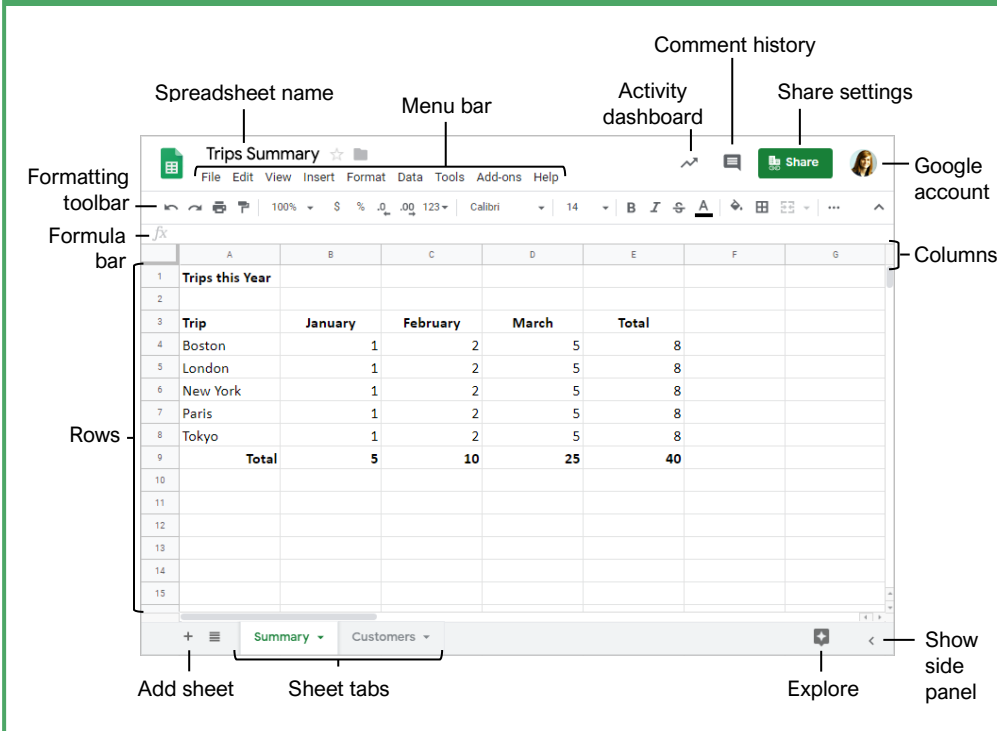 Comment history
Spreadsheet name
Menu bar
Activity
dashboard
Share settings
Trips Summary
File Edit View Insert Format Data Tools Add-ons Help
Share
Google
account
Formatting
toolbar
100% $ % .0 .00 123 Calibri 14 B I S A ...
Formula
bar
fx
Columns
A B C D E F G
1 Trips this Year
2
3 Trip January February March Total
4 Boston 1 2 5 8
5 London 1 2 5 8
6 New York 1 2 5 8
7 Paris 1 2 5 8
8 Tokyo 1 2 5 8
9 Total 5 10 25 40
10
11
12
13
14
15
Rows
+ Summary Customers
Add sheet
Sheet tabs
Explore
Show
side
panel